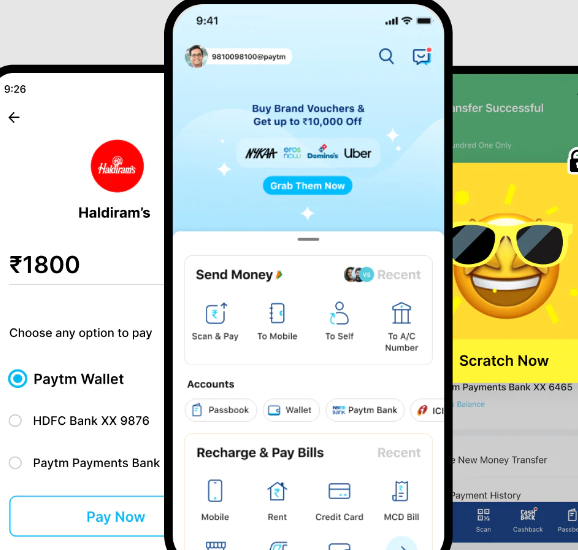 9:26
Haldiram's
Haldiram's
₹1800
Choose any option to pay
Paytm Wallet
HDFC Bank XX 9876
Paytm Payments Bank
Pay Now
9:41
9810098100@paytm
Buy Brand Vouchers &
Get up to ₹10,000 Off
NYKAA eros now Domino's Uber
Grab Them Now
Send Money
VS Recent
Scan & Pay To Mobile To Self To A/C Number
Accounts
Passbook Wallet Paytm Bank ICI
Recharge & Pay Bills Recent
Mobile Rent Credit Card MCD Bill
nsfer Successful
undred One Only
Scratch Now
m Payments Bank XX 6465
Balance
e New Money Transfer
Payment History
Scan Cashback Passbo